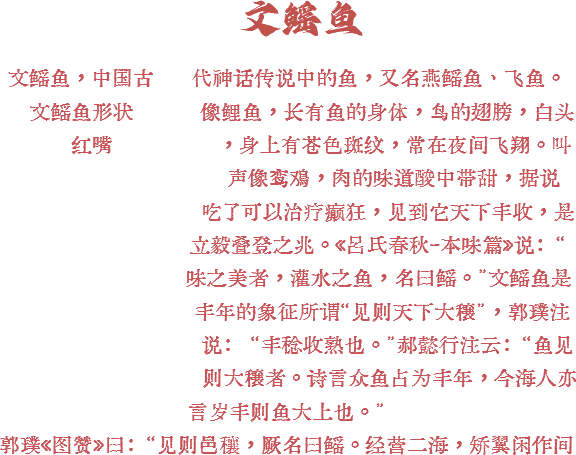 文鳐鱼
文鳐鱼，中国古代神话传说中的鱼，又名燕鳐鱼、飞鱼。
文鳐鱼形状像鲤鱼，长有鱼的身体，鸟的翅膀，白头
红嘴，身上有苍色斑纹，常在夜间飞翔。叫
声像鸾鸡，肉的味道酸中带甜，据说
吃了可以治疗癫狂，见到它天下丰收，是
立毅叠登之兆。《吕氏春秋-本味篇》说：“
味之美者，灌水之鱼，名曰鳐。”文鳐鱼是
丰年的象征所谓“见则天下大穰”，郭璞注
说：“丰稔收熟也。”郝懿行注云：“鱼见
则大穰者。诗言众鱼占为丰年，今海人亦
言岁丰则鱼大上也。”
郭璞《图赞》曰：“见则邑穰，厥名曰鳐。经营二海，矫翼闲作间